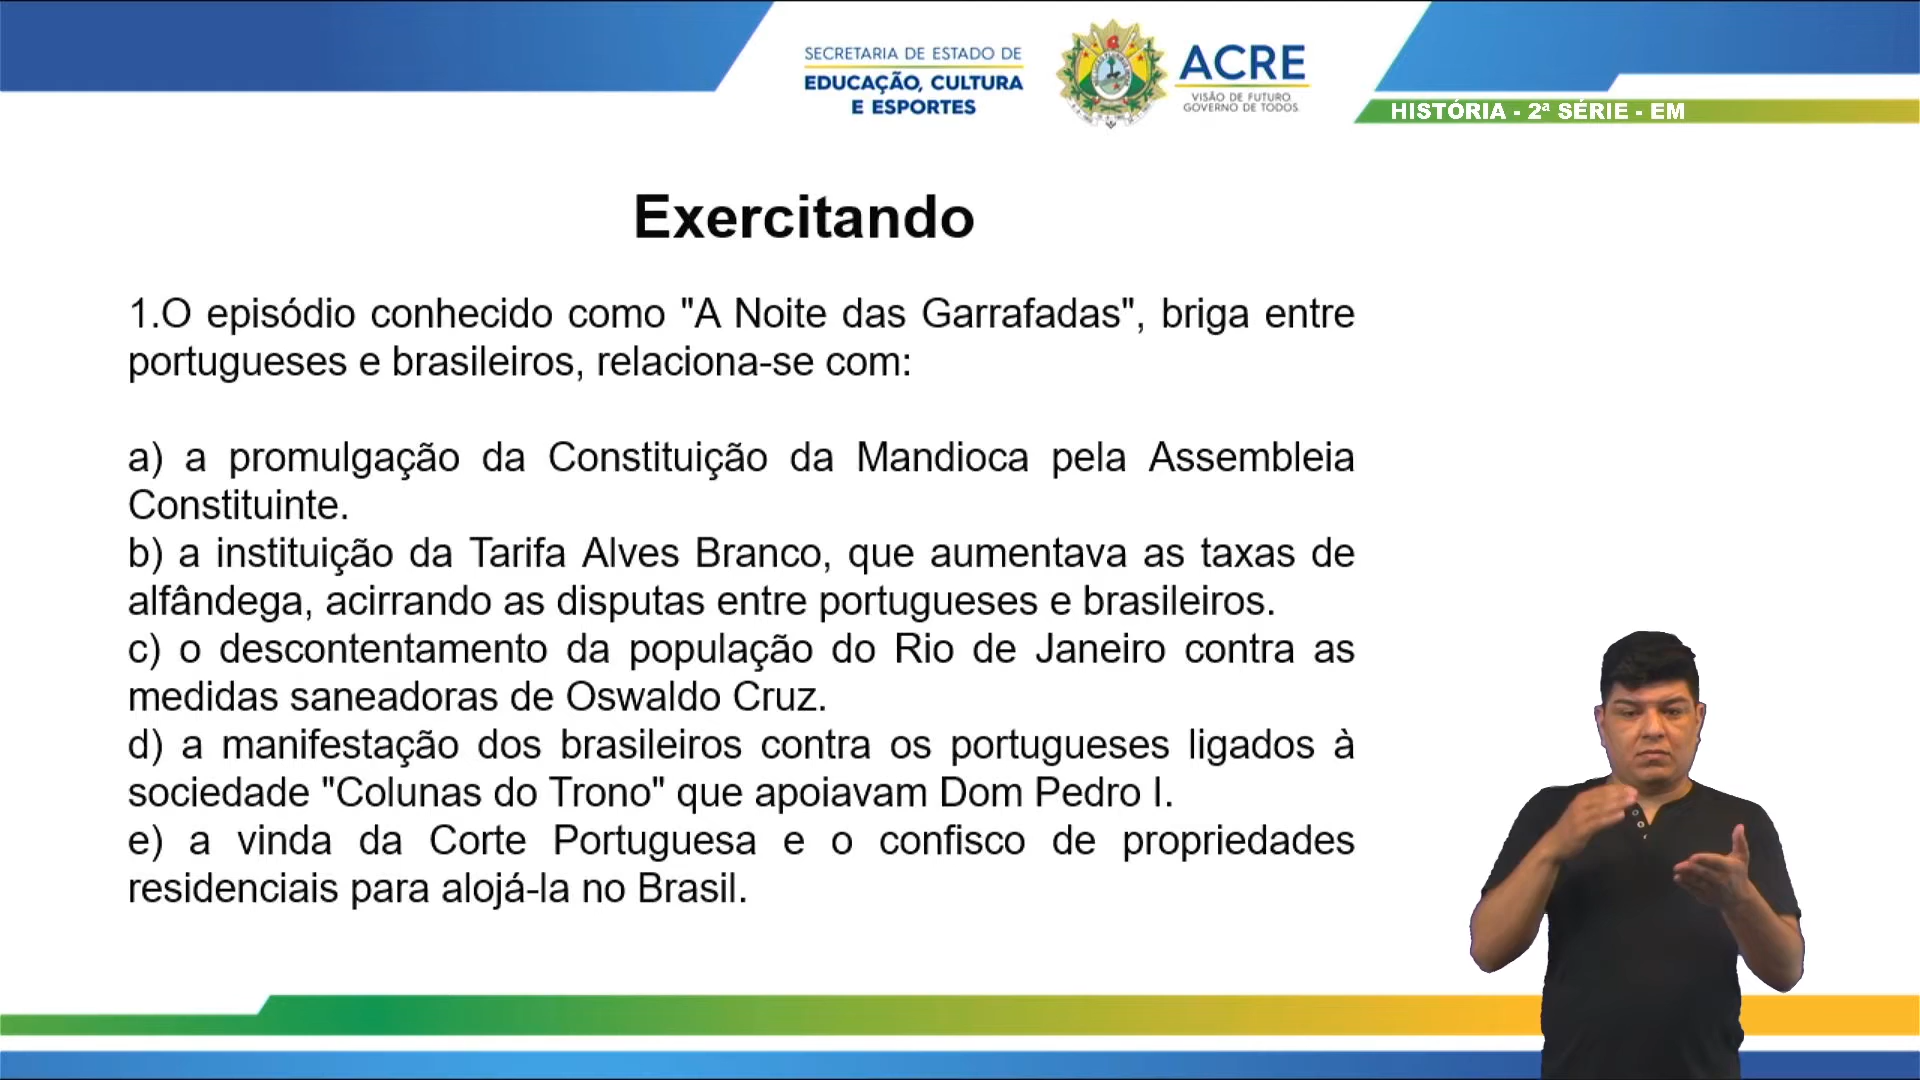 SECRETARIA DE ESTADO DE
EDUCAÇÃO, CULTURA
E ESPORTES
ACRE
VISÃO DE FUTURO
GOVERNO DE TODOS
HISTÓRIA - 2ª SÉRIE - EM
Exercitando
1.O episódio conhecido como "A Noite das Garrafadas", briga entre
portugueses e brasileiros, relaciona-se com:
a) a promulgação da Constituição da Mandioca pela Assembleia
Constituinte.
b) a instituição da Tarifa Alves Branco, que aumentava as taxas de
alfândega, acirrando as disputas entre portugueses e brasileiros.
c) o descontentamento da população do Rio de Janeiro contra as
medidas saneadoras de Oswaldo Cruz.
d) a manifestação dos brasileiros contra os portugueses ligados à
sociedade "Colunas do Trono" que apoiavam Dom Pedro I.
e) a vinda da Corte Portuguesa e o confisco de propriedades
residenciais para alojá-la no Brasil.